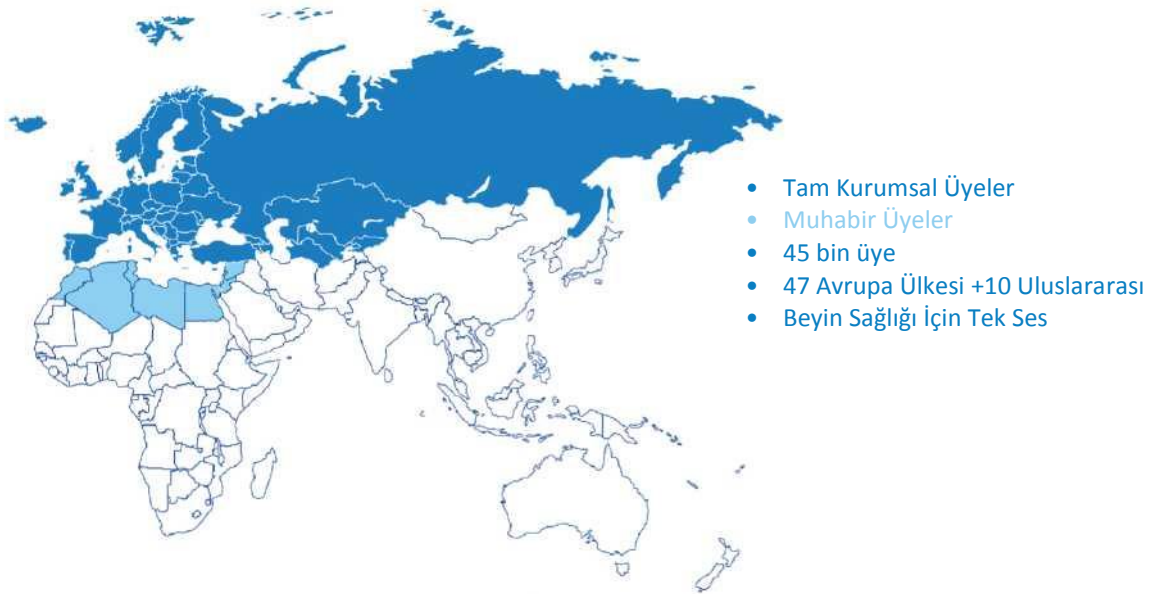 • Tam Kurumsal Üyeler
• Muhabir Üyeler
• 45 bin üye
• 47 Avrupa Ülkesi +10 Uluslararası
• Beyin Sağlığı İçin Tek Ses